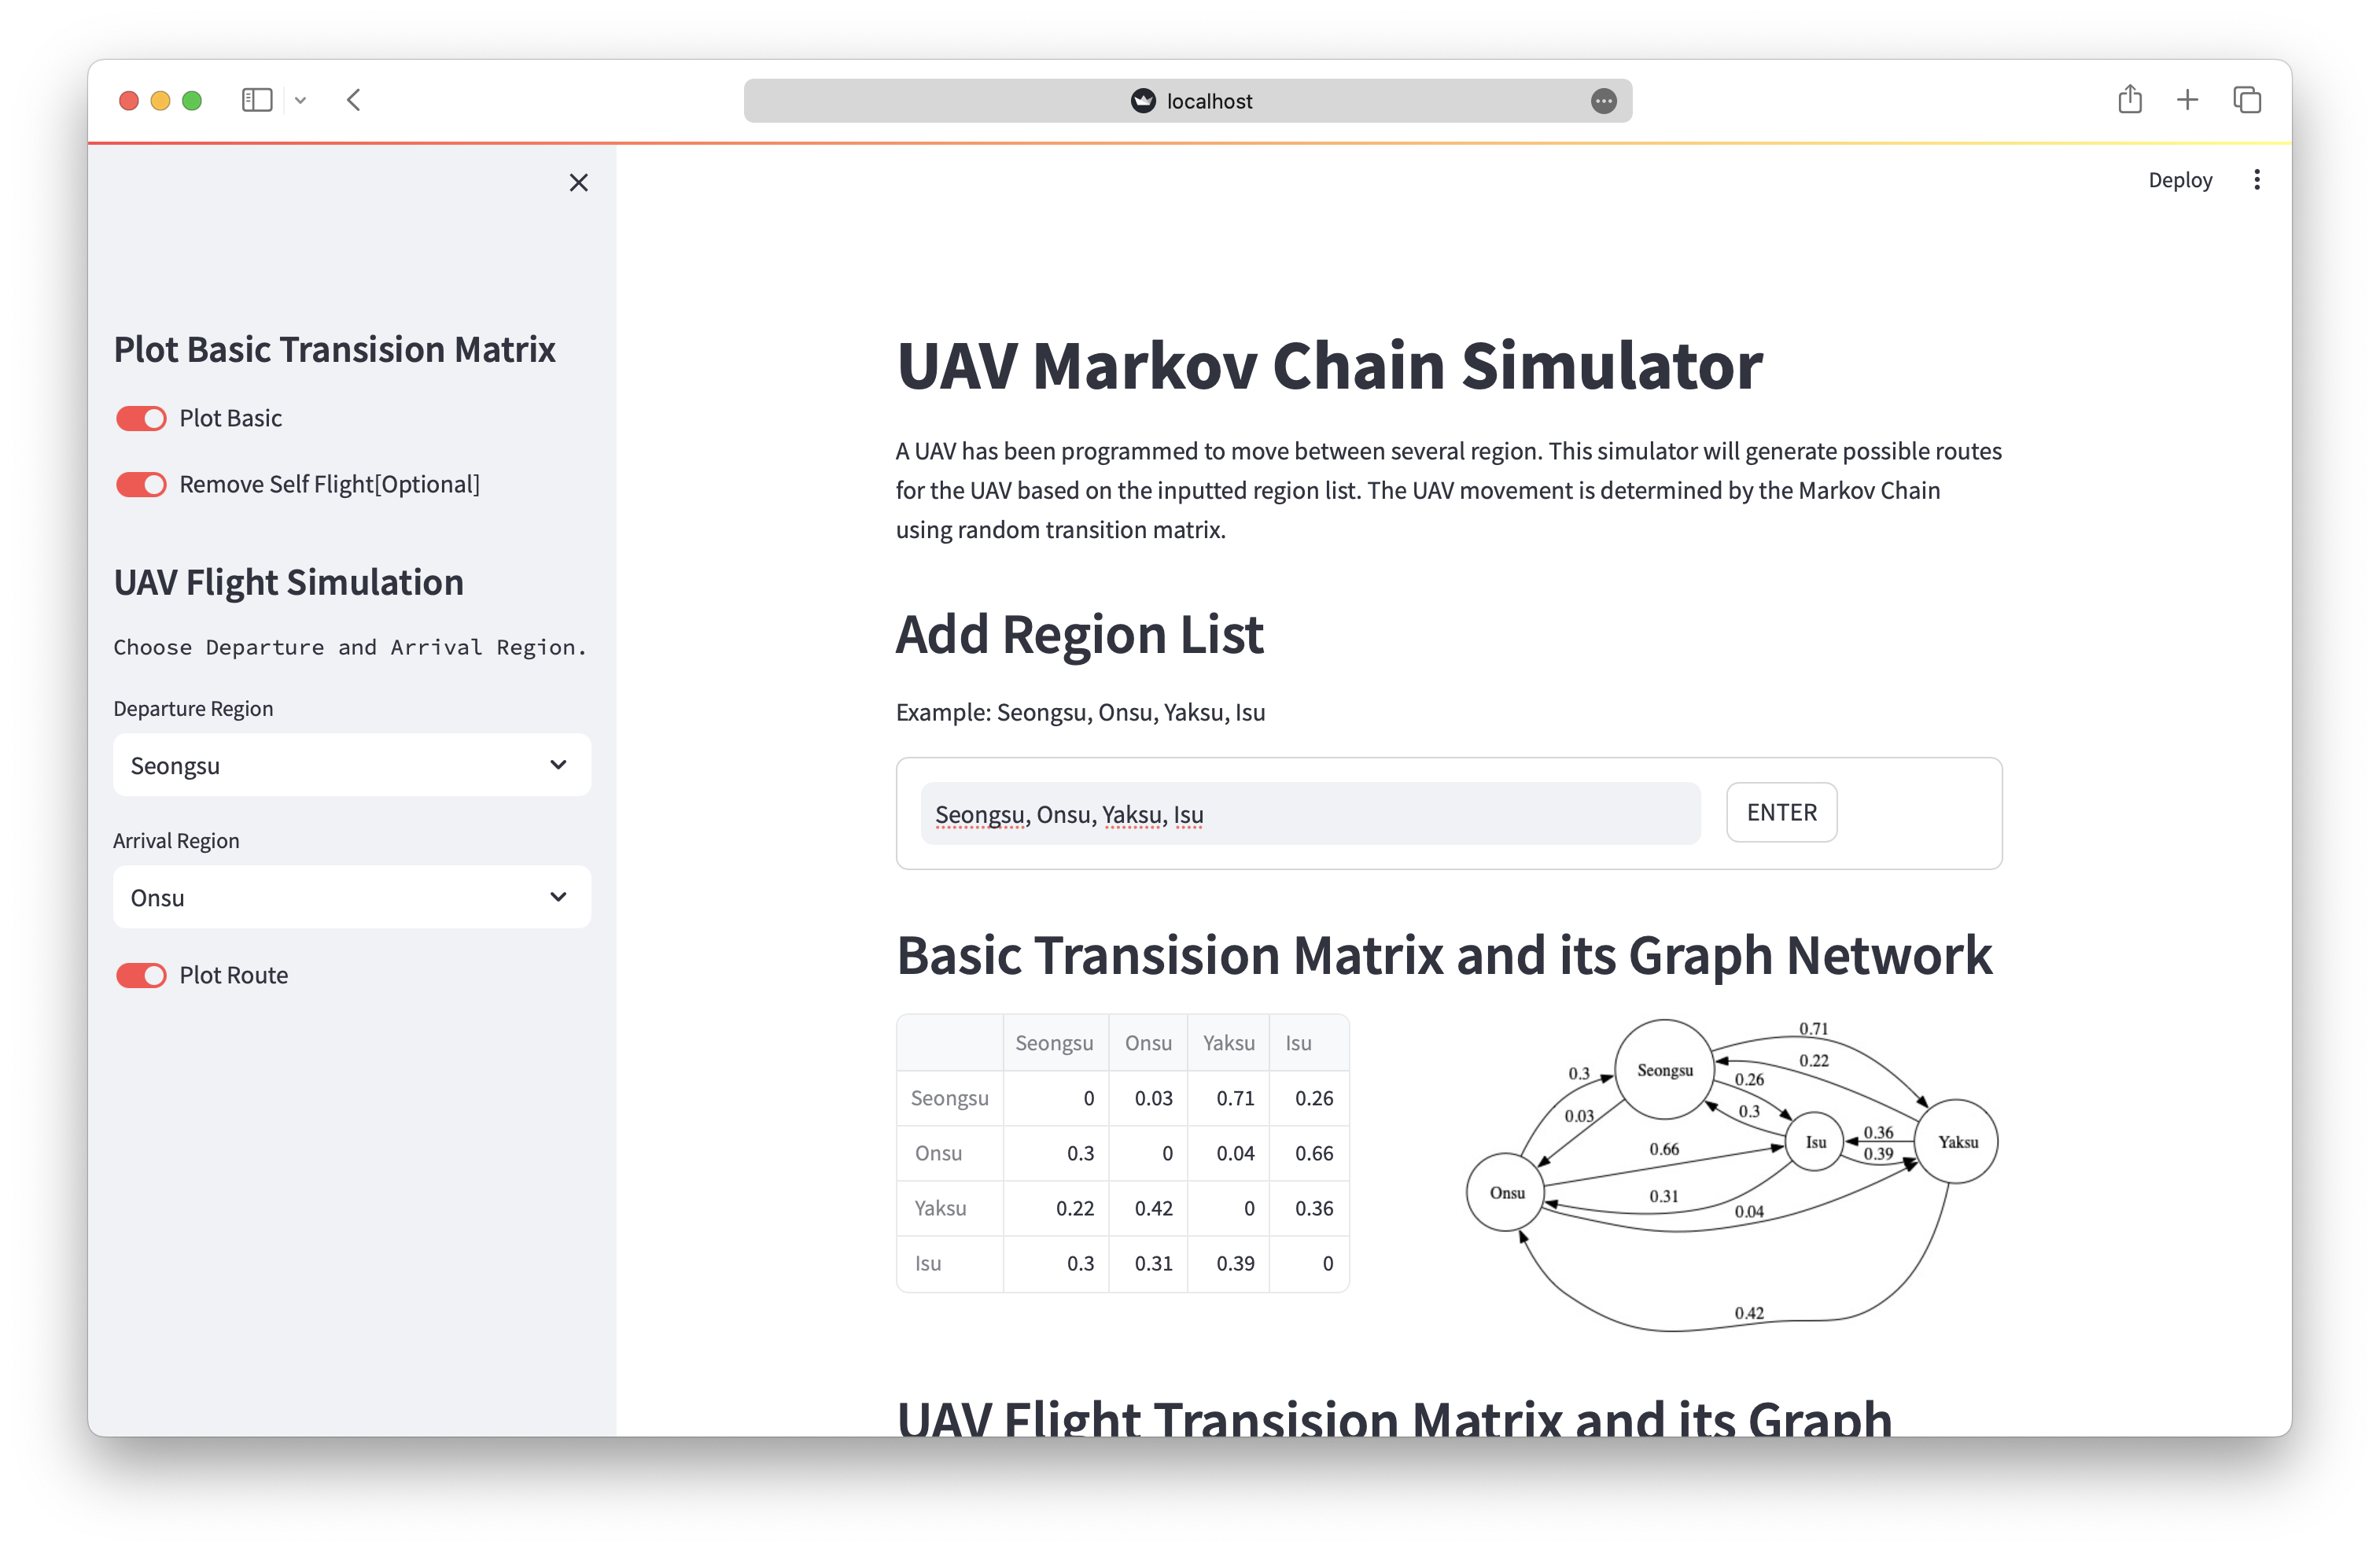 localhost
Deploy
Plot Basic Transision Matrix
Plot Basic
Remove Self Flight[Optional]
UAV Flight Simulation
Choose Departure and Arrival Region.
Departure Region
Seongsu
Arrival Region
Onsu
Plot Route
UAV Markov Chain Simulator
A UAV has been programmed to move between several region. This simulator will generate possible routes
for the UAV based on the inputted region list. The UAV movement is determined by the Markov Chain
using random transition matrix.
Add Region List
Example: Seongsu, Onsu, Yaksu, Isu
Seongsu, Onsu, Yaksu, Isu
ENTER
Basic Transision Matrix and its Graph Network
Seongsu Onsu Yaksu Isu
Seongsu 0 0.03 0.71 0.26
Onsu 0.3 0 0.04 0.66
Yaksu 0.22 0.42 0 0.36
Isu 0.3 0.31 0.39 0
0.71
0.22
Seongsu
0.3
0.26
0.03
0.3
0.36
Isu
Yaksu
0.66
0.39
Onsu
0.31
0.04
0.42
UAV Flight Transision Matrix and its Graph